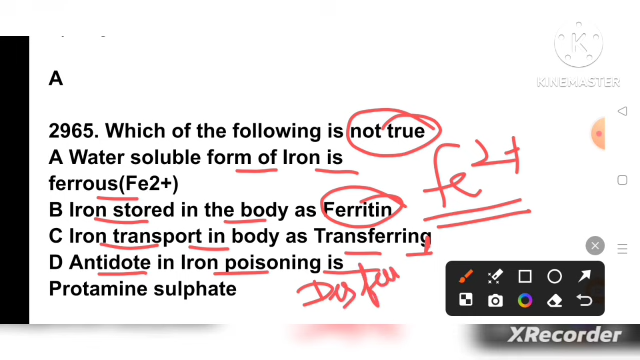 A
KINEMASTER
2965. Which of the following is not true
A Water soluble form of Iron is
ferrous(Fe2+)
Fe2+
B Iron stored in the body as Ferritin
C Iron transport in body as Transferring
D Antidote in Iron poisoning is
Protamine sulphate
XRecorder